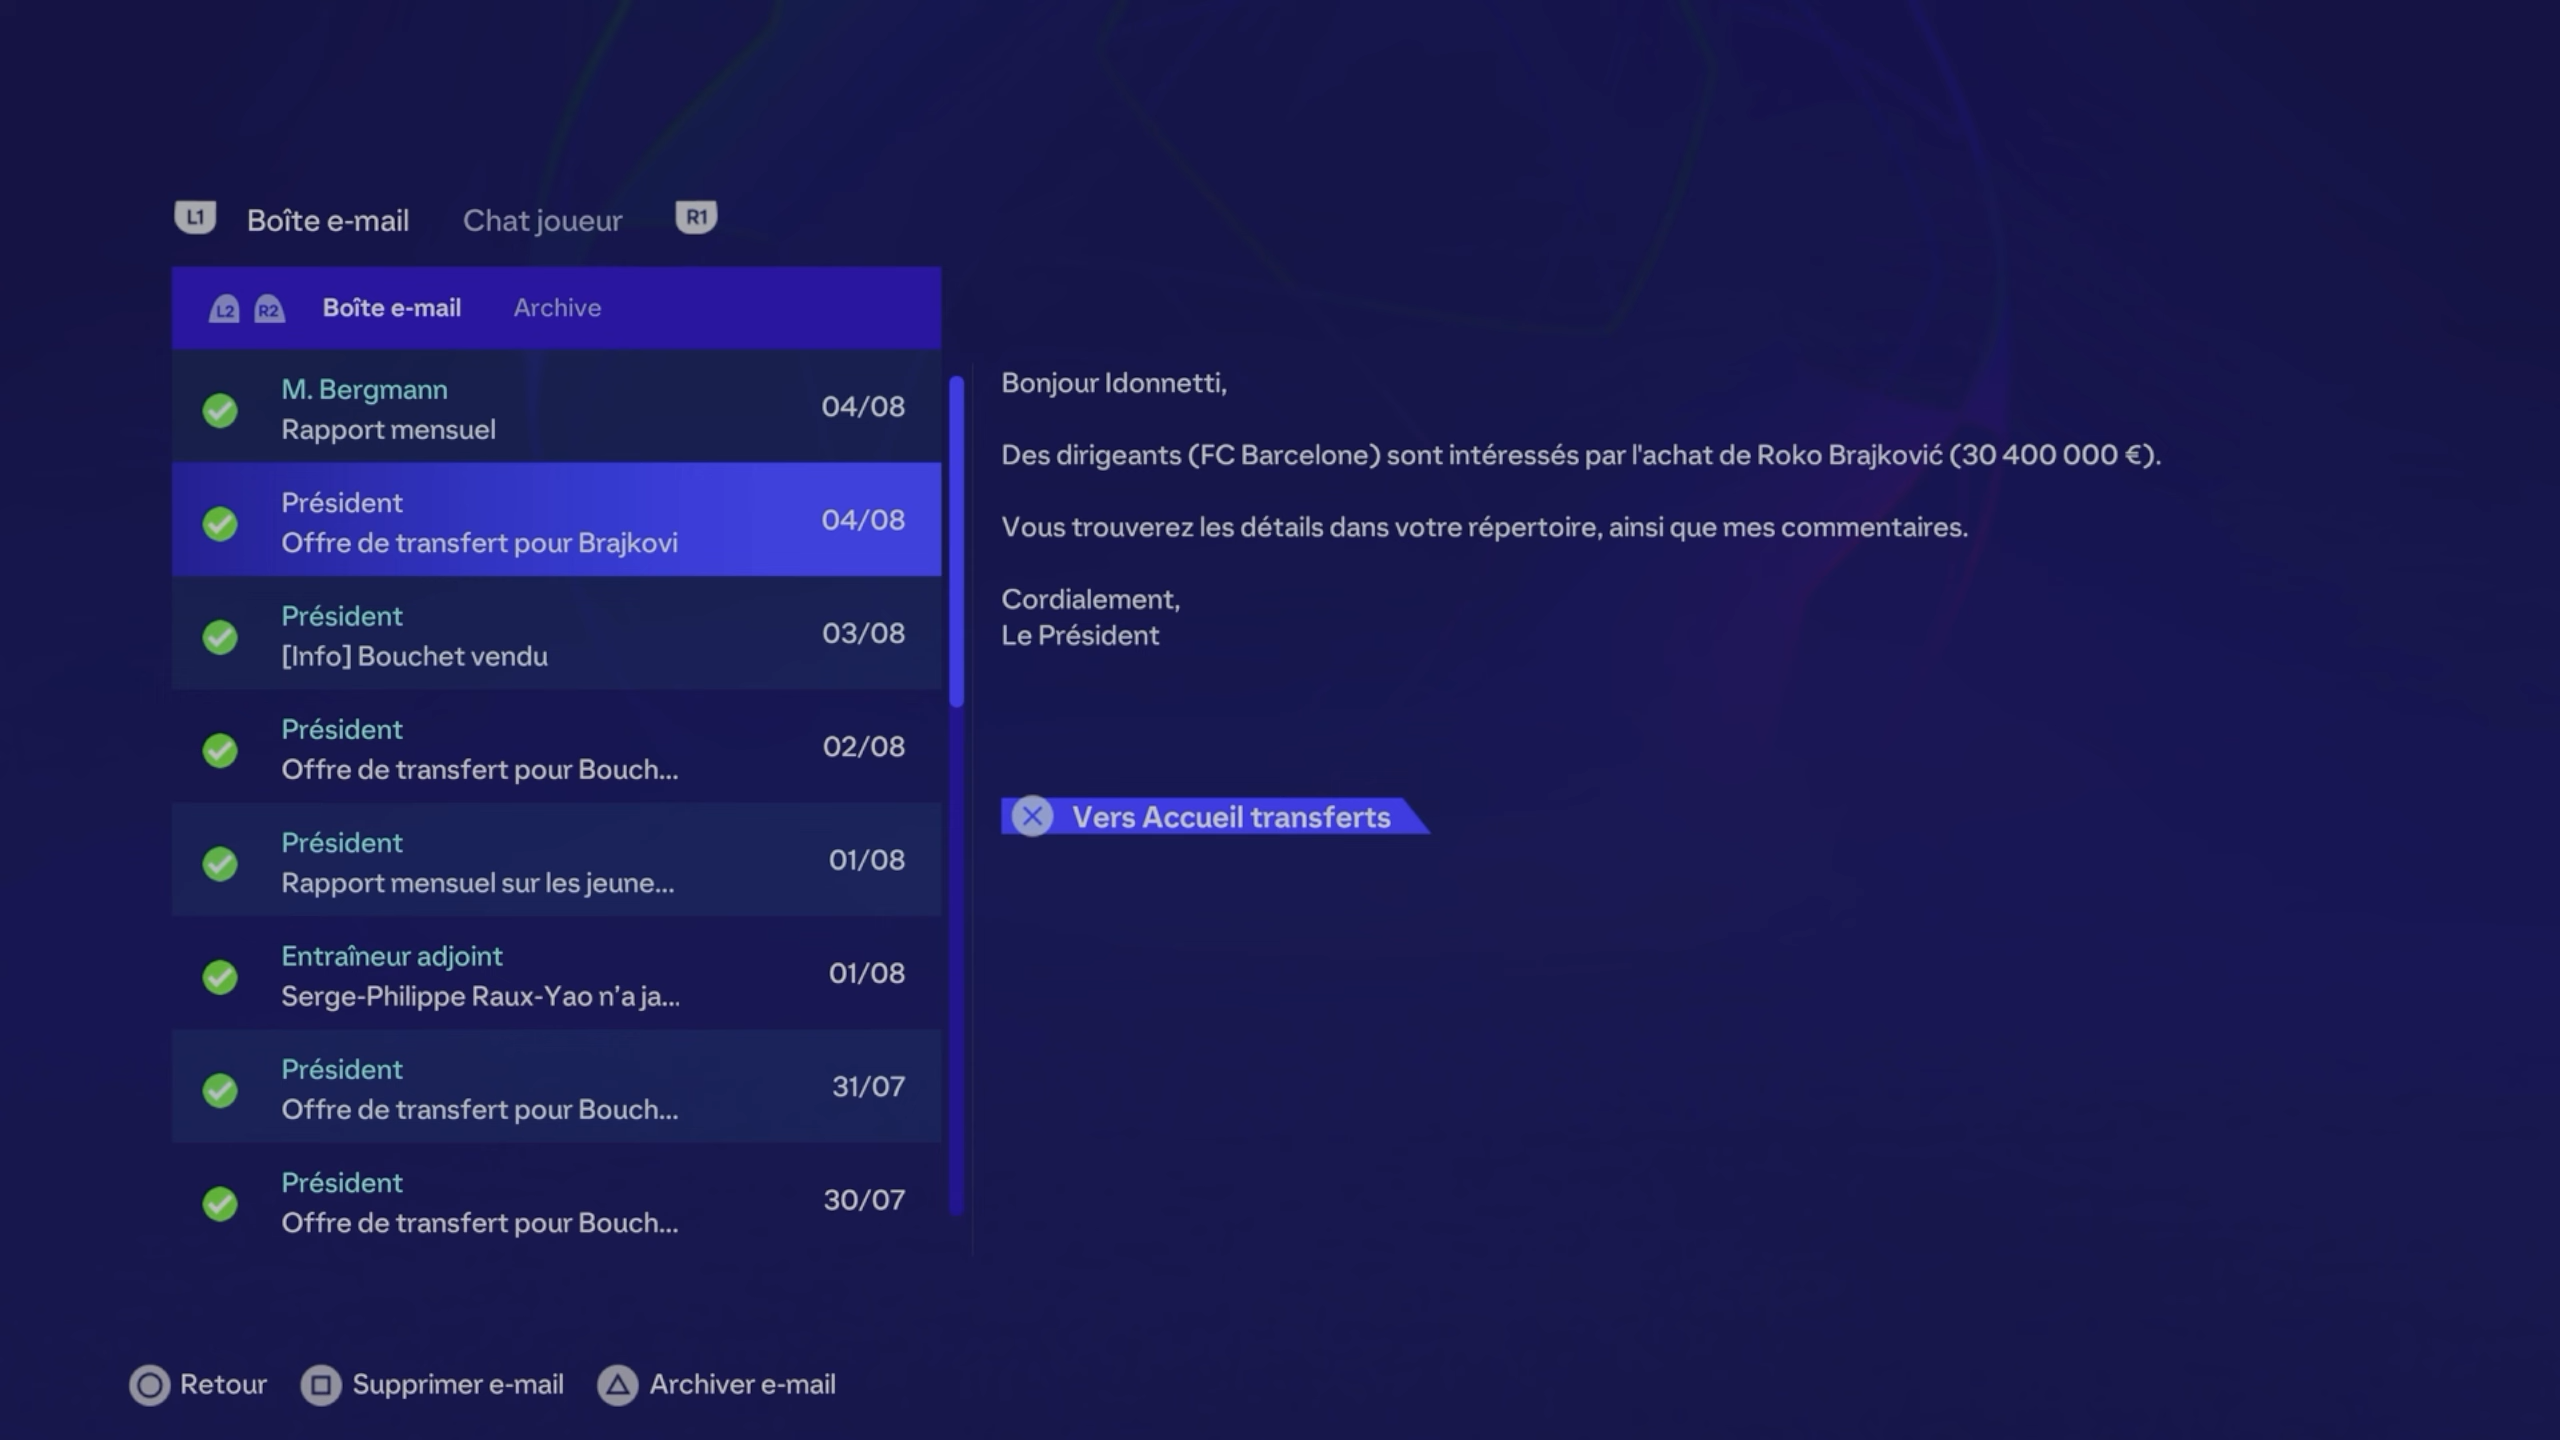 L1 Boîte e-mail Chat joueur R1
L2 R2 Boîte e-mail Archive
M. Bergmann
Rapport mensuel
04/08
Président
Offre de transfert pour Brajkovi
04/08
Président
[Info] Bouchet vendu
03/08
Président
Offre de transfert pour Bouch...
02/08
Président
Rapport mensuel sur les jeune...
01/08
Entraîneur adjoint
Serge-Philippe Raux-Yao n’a ja...
01/08
Président
Offre de transfert pour Bouch...
31/07
Président
Offre de transfert pour Bouch...
30/07
Bonjour Idonnetti,
Des dirigeants (FC Barcelone) sont intéressés par l'achat de Roko Brajković (30 400 000 €).
Vous trouverez les détails dans votre répertoire, ainsi que mes commentaires.
Cordialement,
Le Président
Vers Accueil transferts
Retour Supprimer e-mail Archiver e-mail